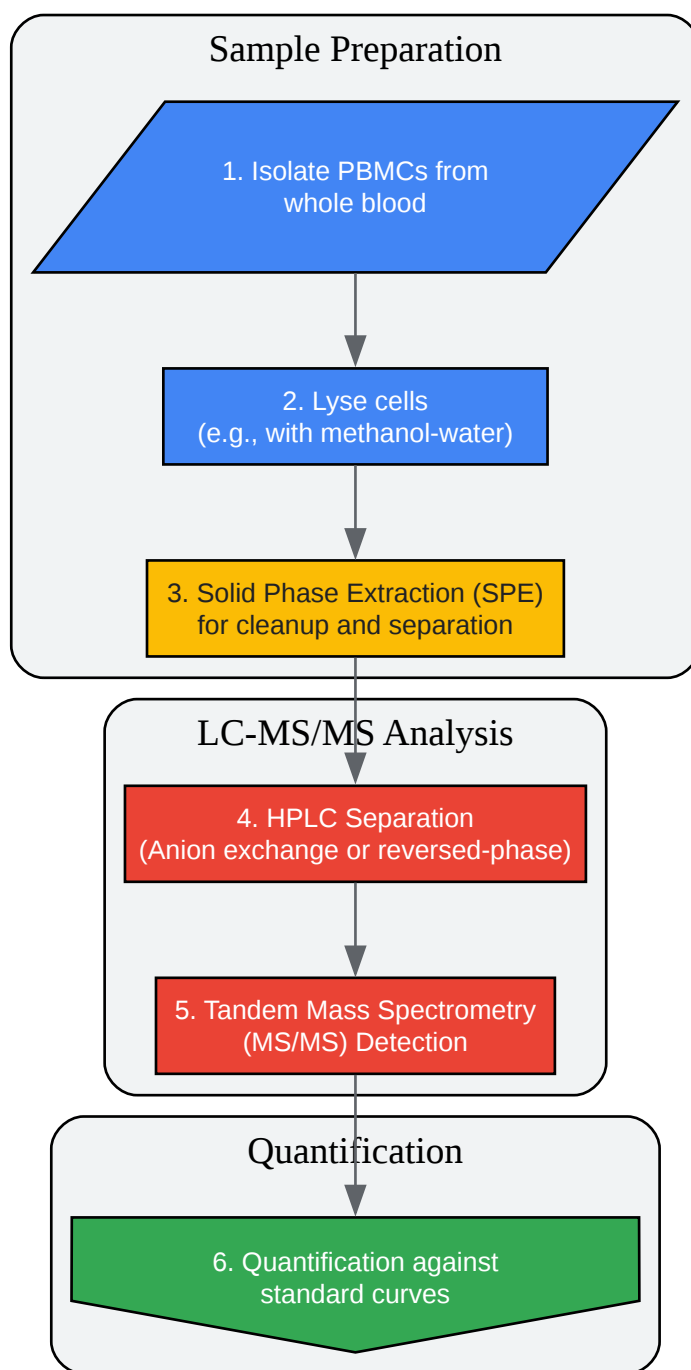 Sample Preparation
1. Isolate PBMCs from
whole blood
2. Lyse cells
(e.g., with methanol-water)
3. Solid Phase Extraction (SPE)
for cleanup and separation
LC-MS/MS Analysis
4. HPLC Separation
(Anion exchange or reversed-phase)
5. Tandem Mass Spectrometry
(MS/MS) Detection
Quantification
6. Quantification against
standard curves